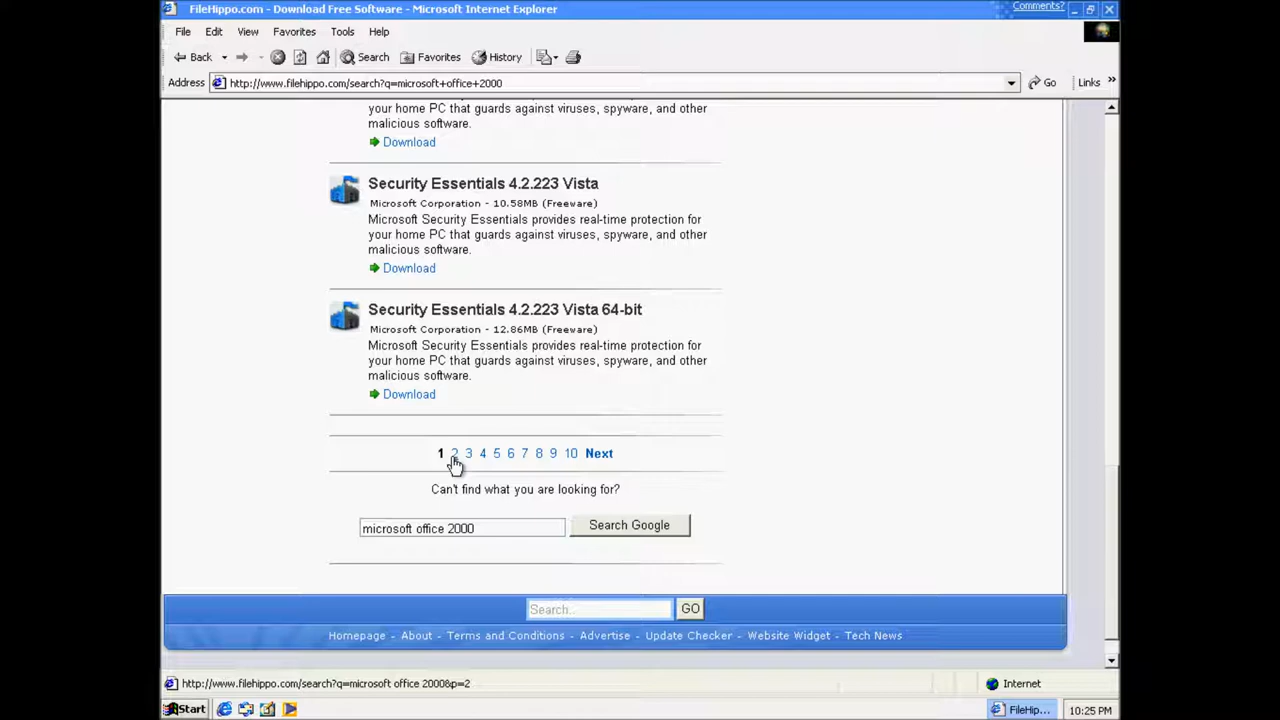 FileHippo.com - Download Free Software - Microsoft Internet Explorer
Comments?
File Edit View Favorites Tools Help
Back Search Favorites History
Address http://www.filehippo.com/search?q=microsoft+office+2000 Go Links »
your home PC that guards against viruses, spyware, and other
malicious software.
Download
Security Essentials 4.2.223 Vista
Microsoft Corporation - 10.58MB (Freeware)
Microsoft Security Essentials provides real-time protection for
your home PC that guards against viruses, spyware, and other
malicious software.
Download
Security Essentials 4.2.223 Vista 64-bit
Microsoft Corporation - 12.86MB (Freeware)
Microsoft Security Essentials provides real-time protection for
your home PC that guards against viruses, spyware, and other
malicious software.
Download
1 2 3 4 5 6 7 8 9 10 Next
Can't find what you are looking for?
microsoft office 2000 Search Google
Search.. GO
Homepage - About - Terms and Conditions - Advertise - Update Checker - Website Widget - Tech News
http://www.filehippo.com/search?q=microsoft office 2000&p=2 Internet
Start FileHip... 10:25 PM